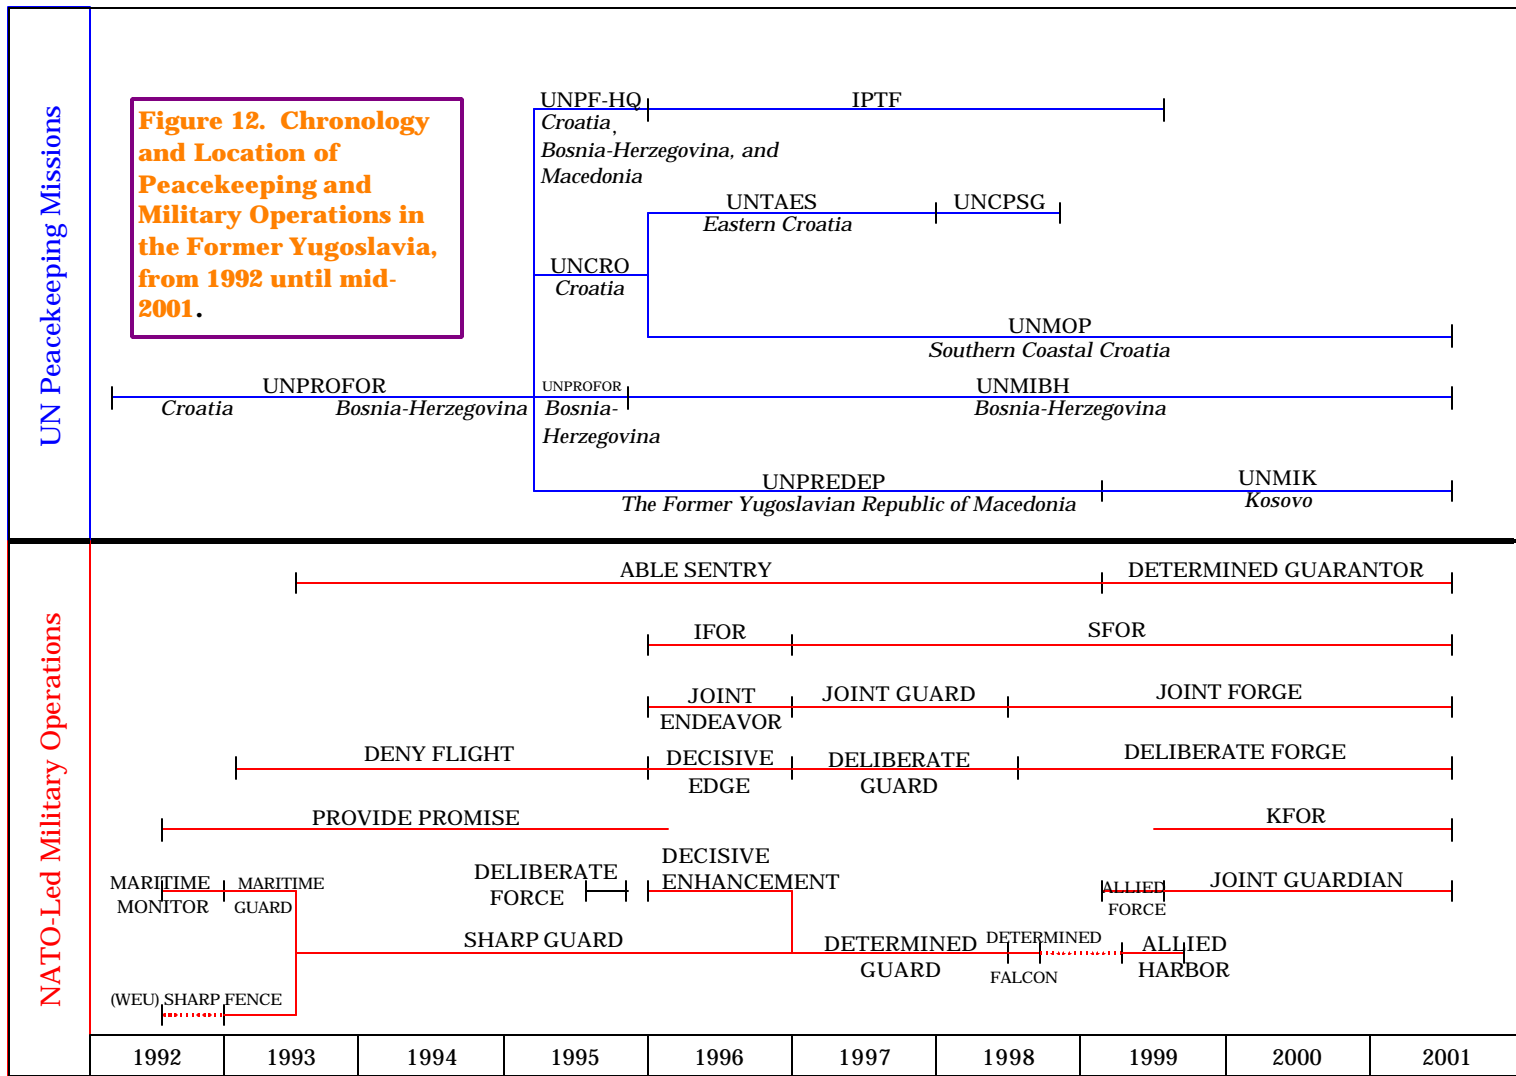 UN Peacekeeping Missions
Figure 12. Chronology
and Location of
Peacekeeping and
Military Operations in
the Former Yugoslavia,
from 1992 until mid-
2001.
UNPF-HQ
Croatia,
Bosnia-Herzegovina, and
Macedonia
IPTF
UNTAES
Eastern Croatia
UNCPSG
UNCRO
Croatia
UNMOP
Southern Coastal Croatia
UNPROFOR
Croatia
Bosnia-Herzegovina
UNPROFOR
Bosnia-
Herzegovina
UNMIBH
Bosnia-Herzegovina
UNPREDEP
The Former Yugoslavian Republic of Macedonia
UNMIK
Kosovo
NATO-Led Military Operations
ABLE SENTRY
DETERMINED GUARANTOR
IFOR
SFOR
JOINT
ENDEAVOR
JOINT GUARD
JOINT FORGE
DENY FLIGHT
DECISIVE
EDGE
DELIBERATE
GUARD
DELIBERATE FORGE
PROVIDE PROMISE
KFOR
MARITIME
MONITOR
MARITIME
GUARD
DELIBERATE
FORCE
DECISIVE
ENHANCEMENT
ALLIED
FORCE
JOINT GUARDIAN
SHARP GUARD
DETERMINED
GUARD
DETERMINED
FALCON
ALLIED
HARBOR
(WEU) SHARP FENCE
1992 1993 1994 1995 1996 1997 1998 1999 2000 2001